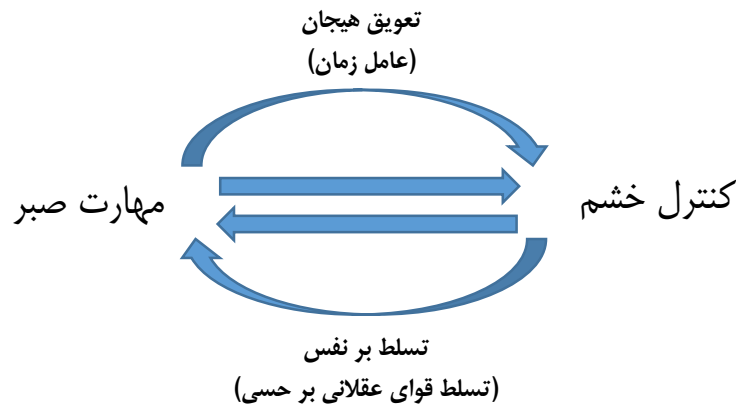 تعویق هیجان
(عامل زمان)
کنترل خشم
مهارت صبر
تسلط بر نفس
(تسلط قوای عقلانی بر حسی)